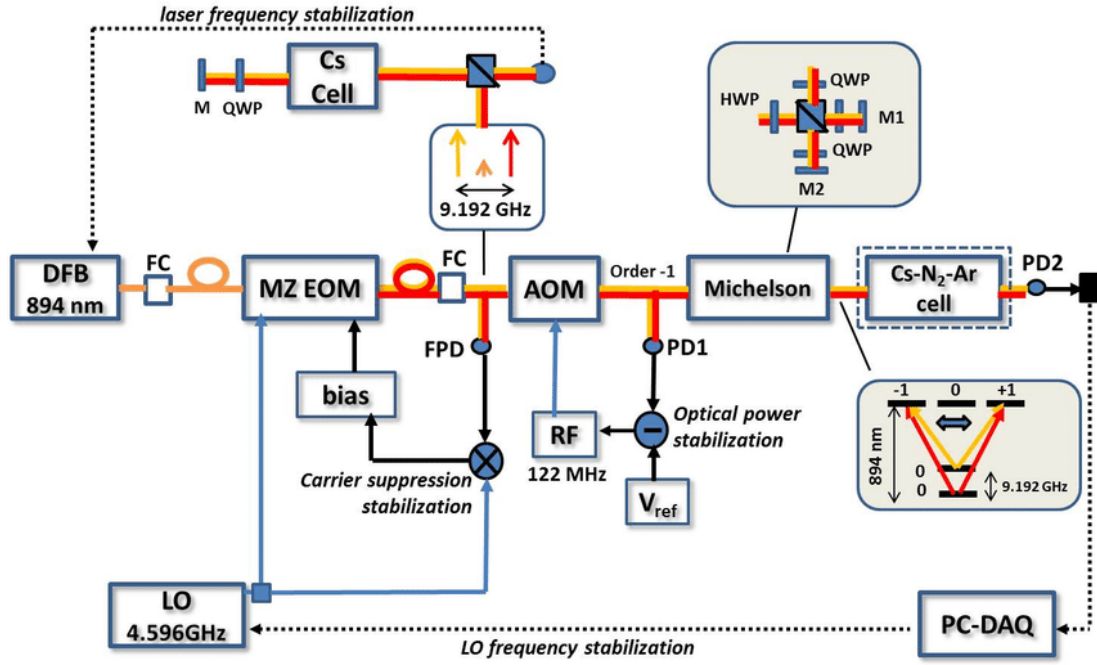 laser frequency stabilization
Cs
Cell
M
QWP
9.192 GHz
QWP
HWP
M1
QWP
M2
DFB
894 nm
FC
MZ EOM
FC
AOM
Order -1
Michelson
Cs-N₂-Ar
cell
PD2
FPD
PD1
bias
RF
122 MHz
Optical power
stabilization
Carrier suppression
stabilization
V_ref
-1 0 +1
894 nm
0
0
9.192 GHz
LO
4.596GHz
LO frequency stabilization
PC-DAQ